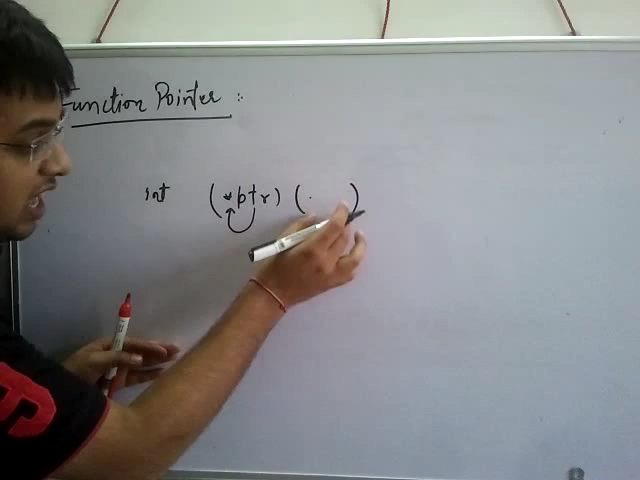 Function Pointer :
int (*ptr) ( )